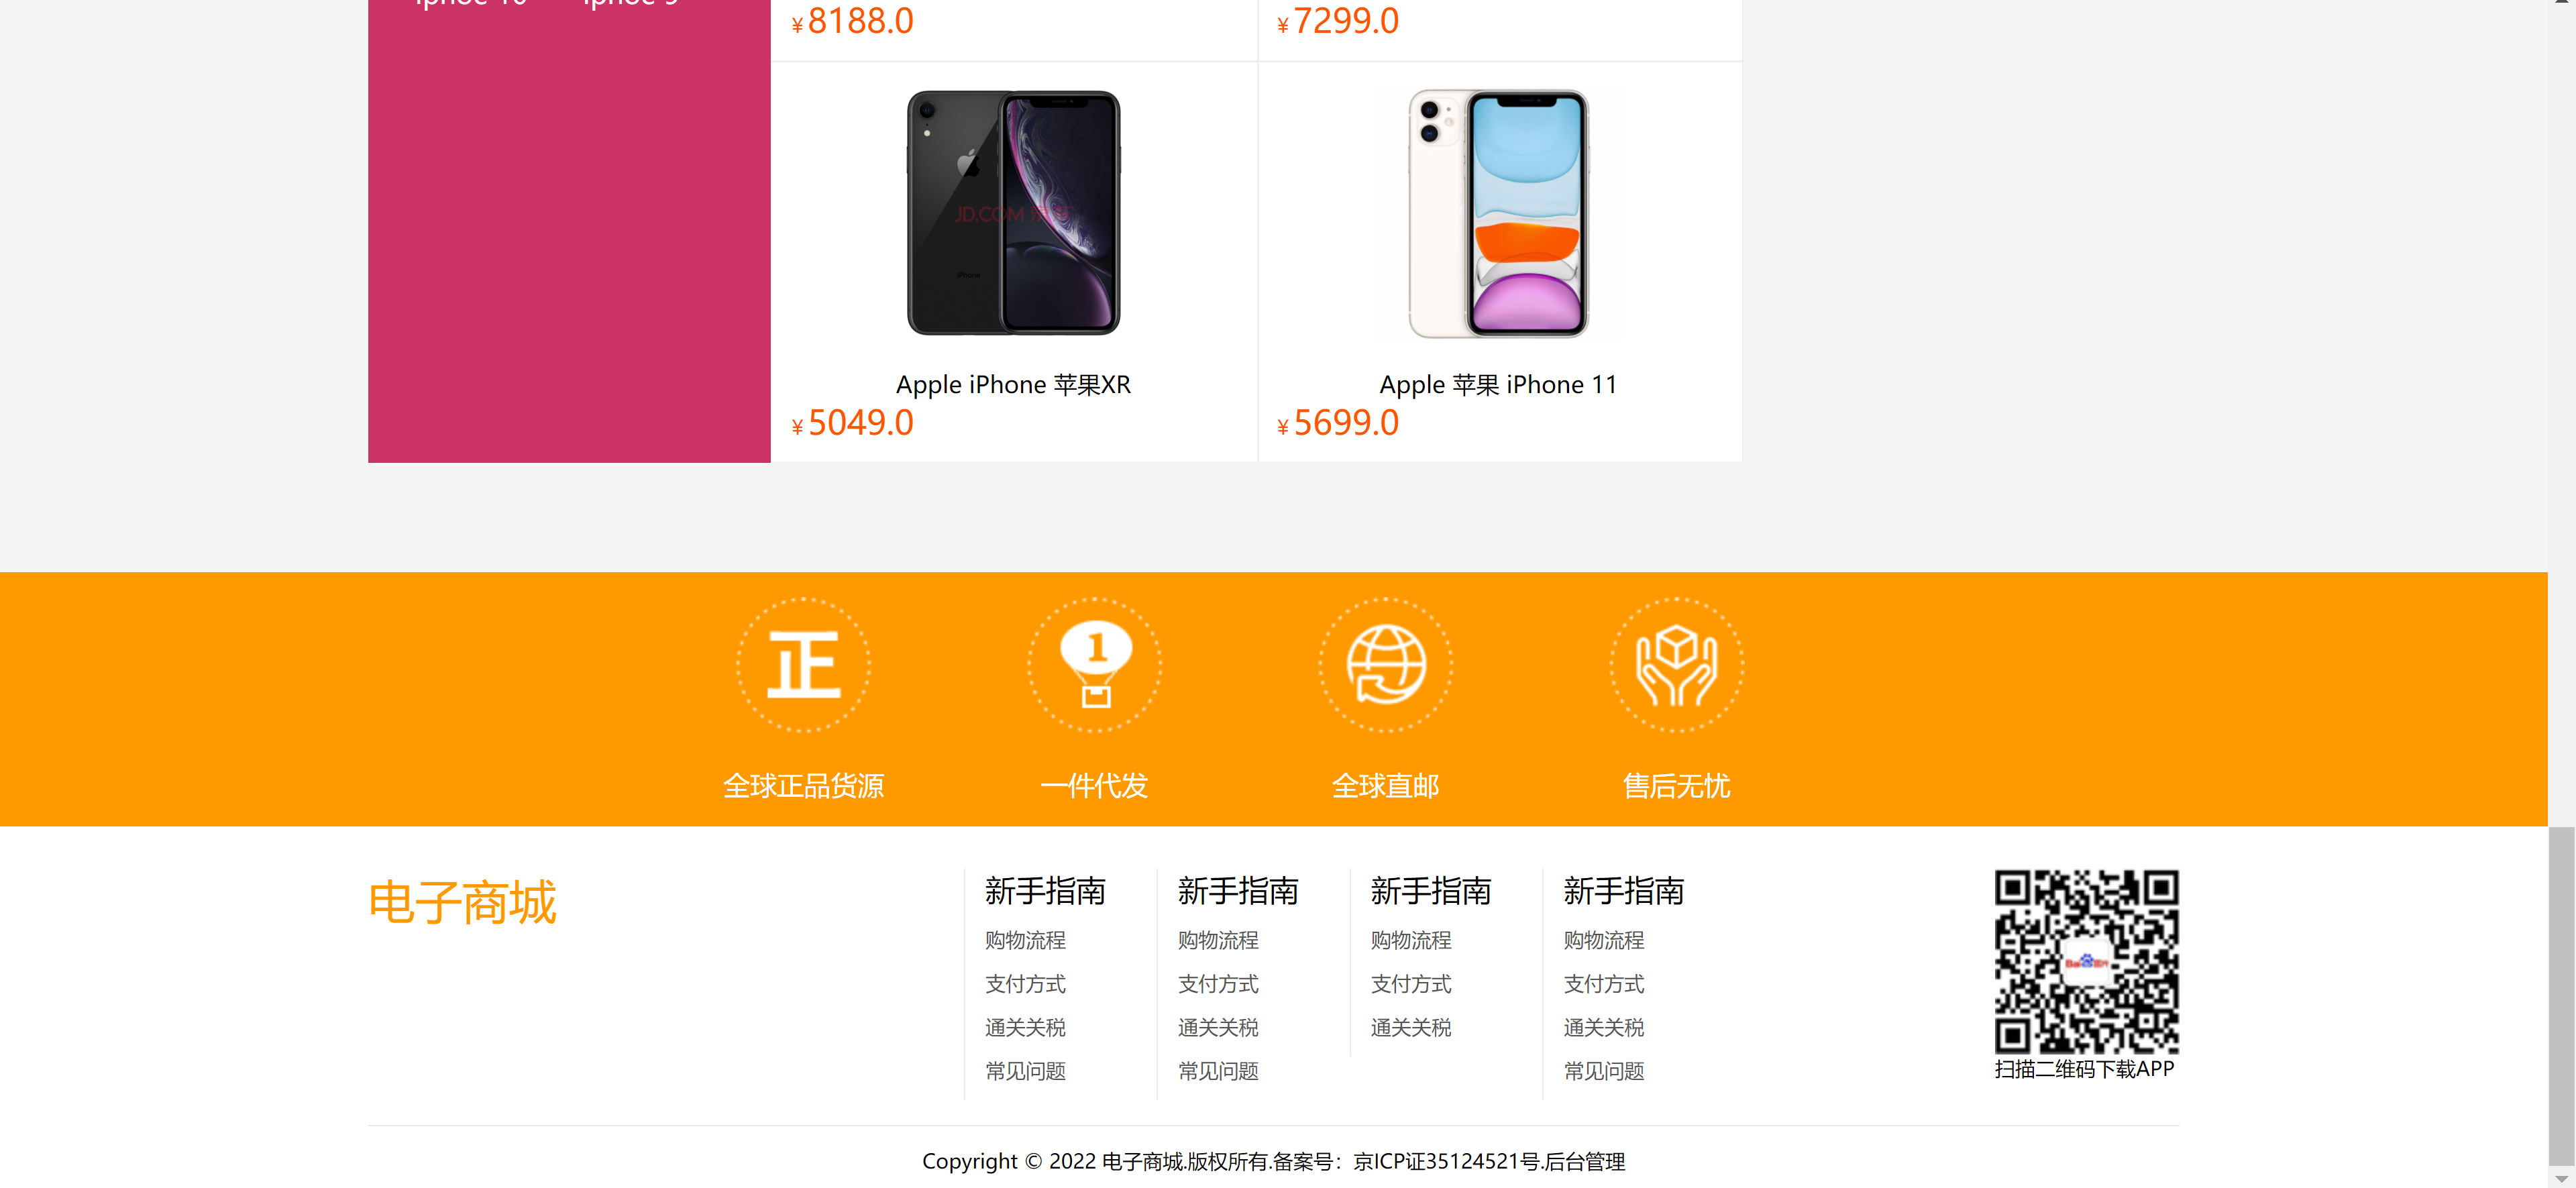 iphoe 10 iphoe 9
¥ 8188.0
¥ 7299.0
JD.COM
iPhone
Apple iPhone 苹果XR
¥ 5049.0
Apple 苹果 iPhone 11
¥ 5699.0
正
1
全球正品货源
一件代发
全球直邮
售后无忧
电子商城
新手指南
购物流程
支付方式
通关关税
常见问题
新手指南
购物流程
支付方式
通关关税
常见问题
新手指南
购物流程
支付方式
通关关税
新手指南
购物流程
支付方式
通关关税
常见问题
扫描二维码下载APP
Copyright © 2022 电子商城.版权所有.备案号：京ICP证35124521号.后台管理